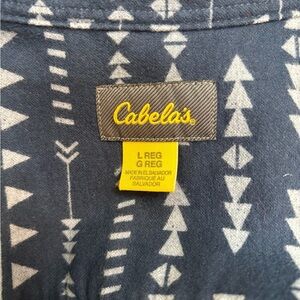 Cabela's
L REG
G REG
MADE IN EL SALVADOR
FABRIQUÉ AU
SALVADOR